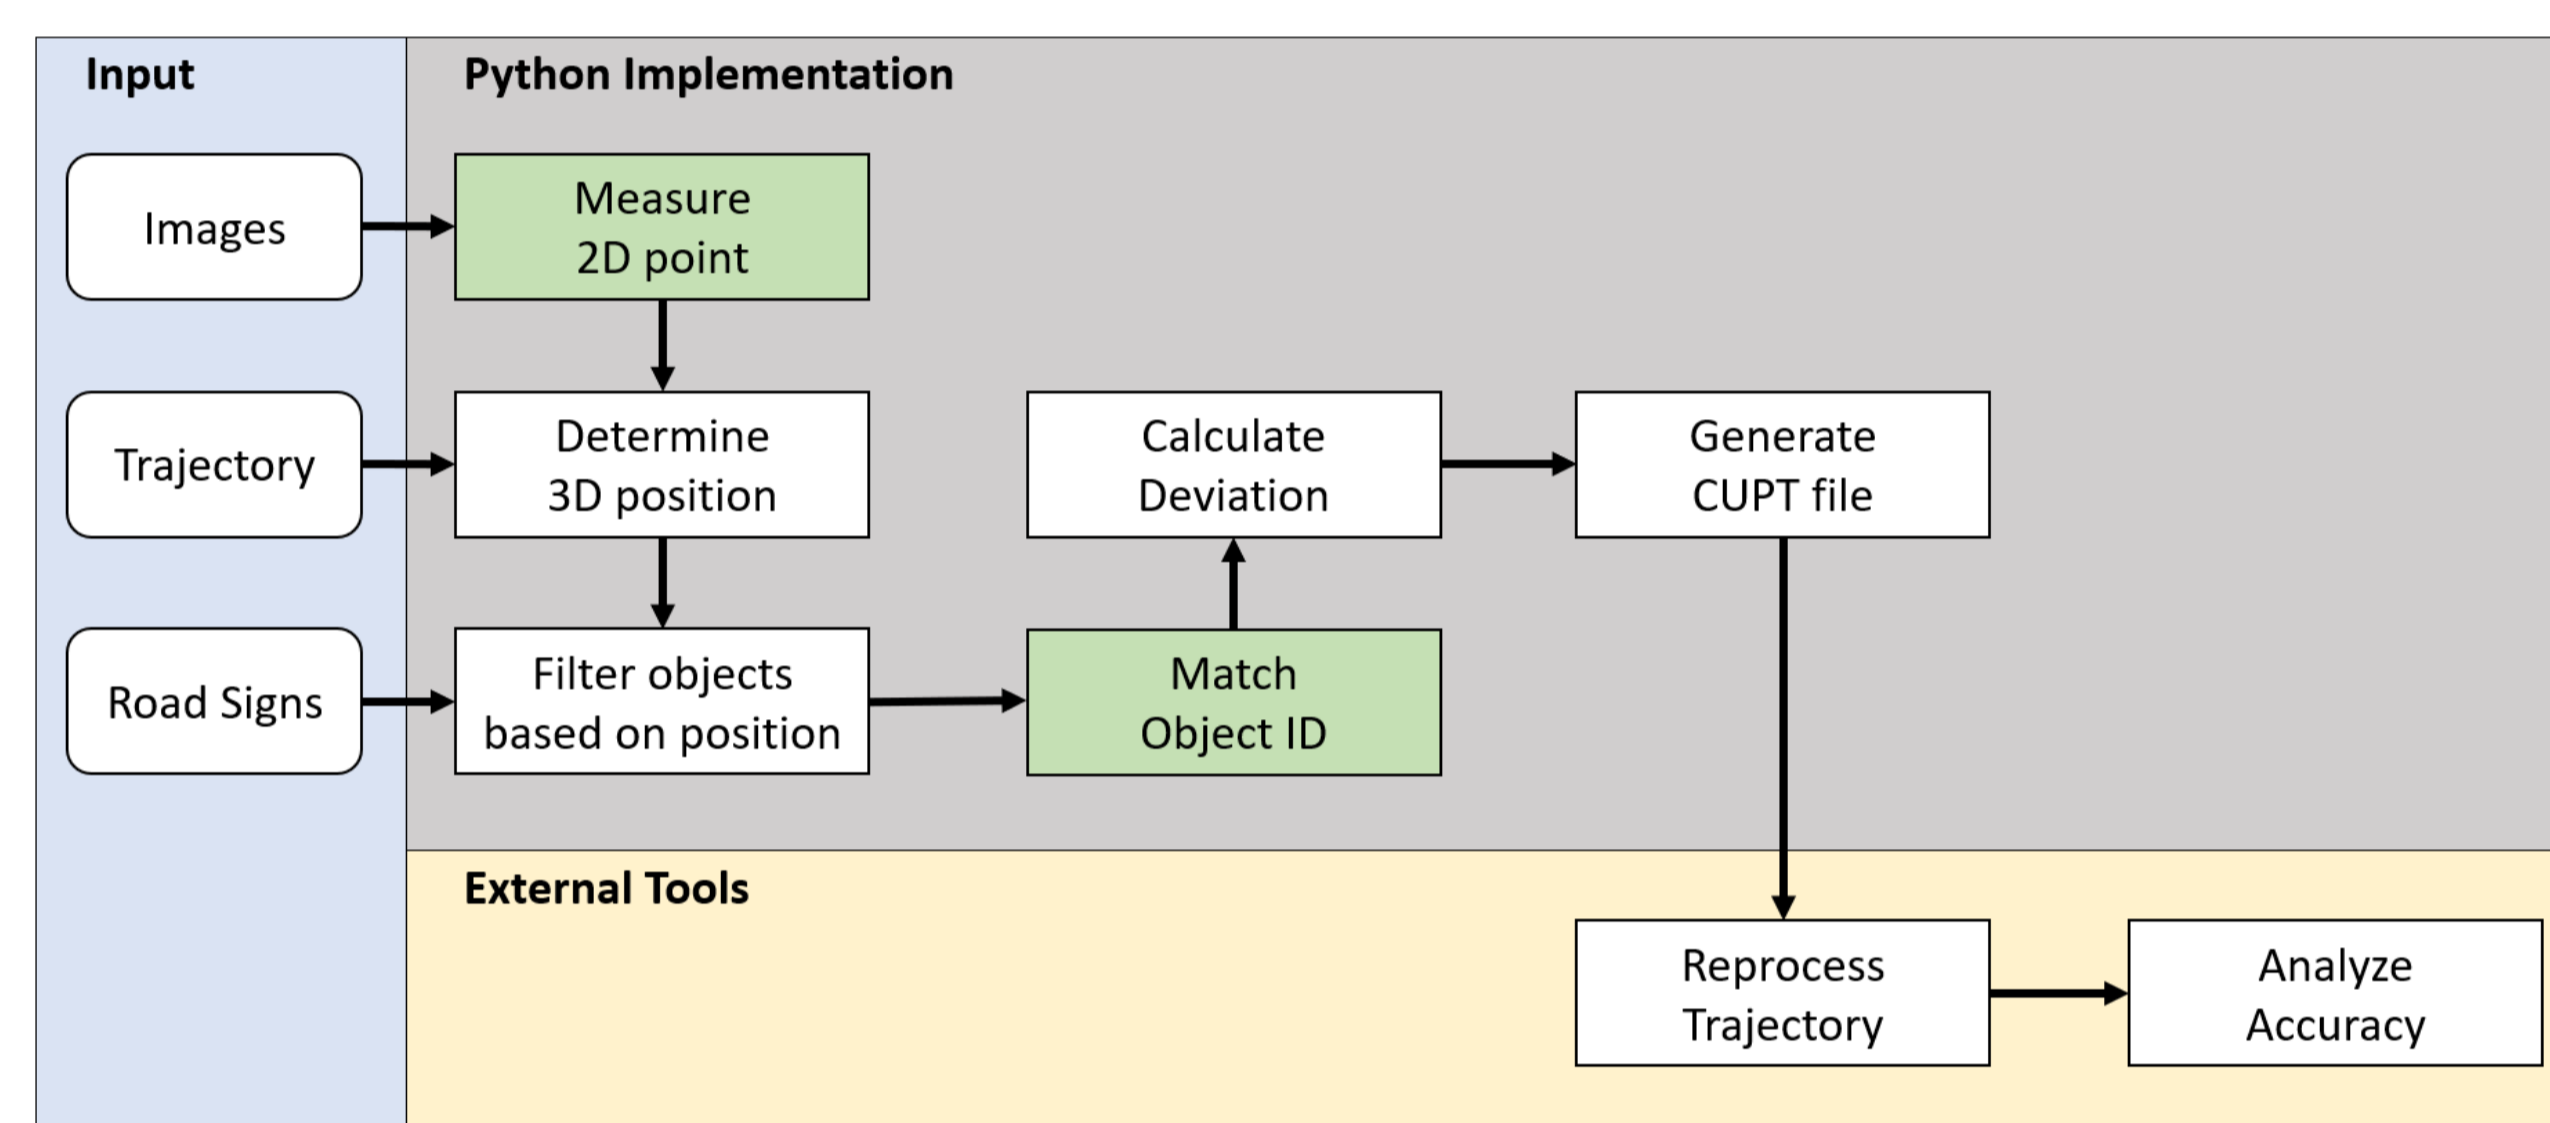 Input
Python Implementation
Images
Measure
2D point
Trajectory
Determine
3D position
Calculate
Deviation
Generate
CUPT file
Road Signs
Filter objects
based on position
Match
Object ID
External Tools
Reprocess
Trajectory
Analyze
Accuracy